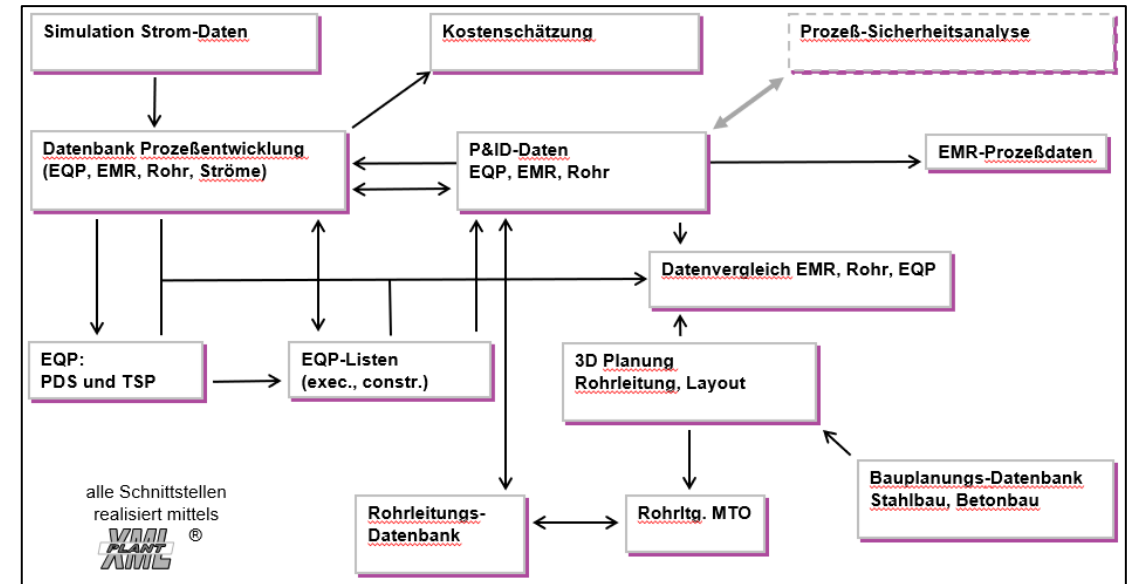 Simulation Strom-Daten
Kostenschätzung
Prozeß-Sicherheitsanalyse
Datenbank Prozeßentwicklung
(EQP, EMR, Rohr, Ströme)
P&ID-Daten
EQP, EMR, Rohr
EMR-Prozeßdaten
Datenvergleich EMR, Rohr, EQP
EQP:
PDS und TSP
EQP-Listen
(exec., constr.)
3D Planung
Rohrleitung, Layout
Bauplanungs-Datenbank
Stahlbau, Betonbau
Rohrleitungs-
Datenbank
Rohrltg. MTO
alle Schnittstellen
realisiert mittels
XML
PLANT
XML
®